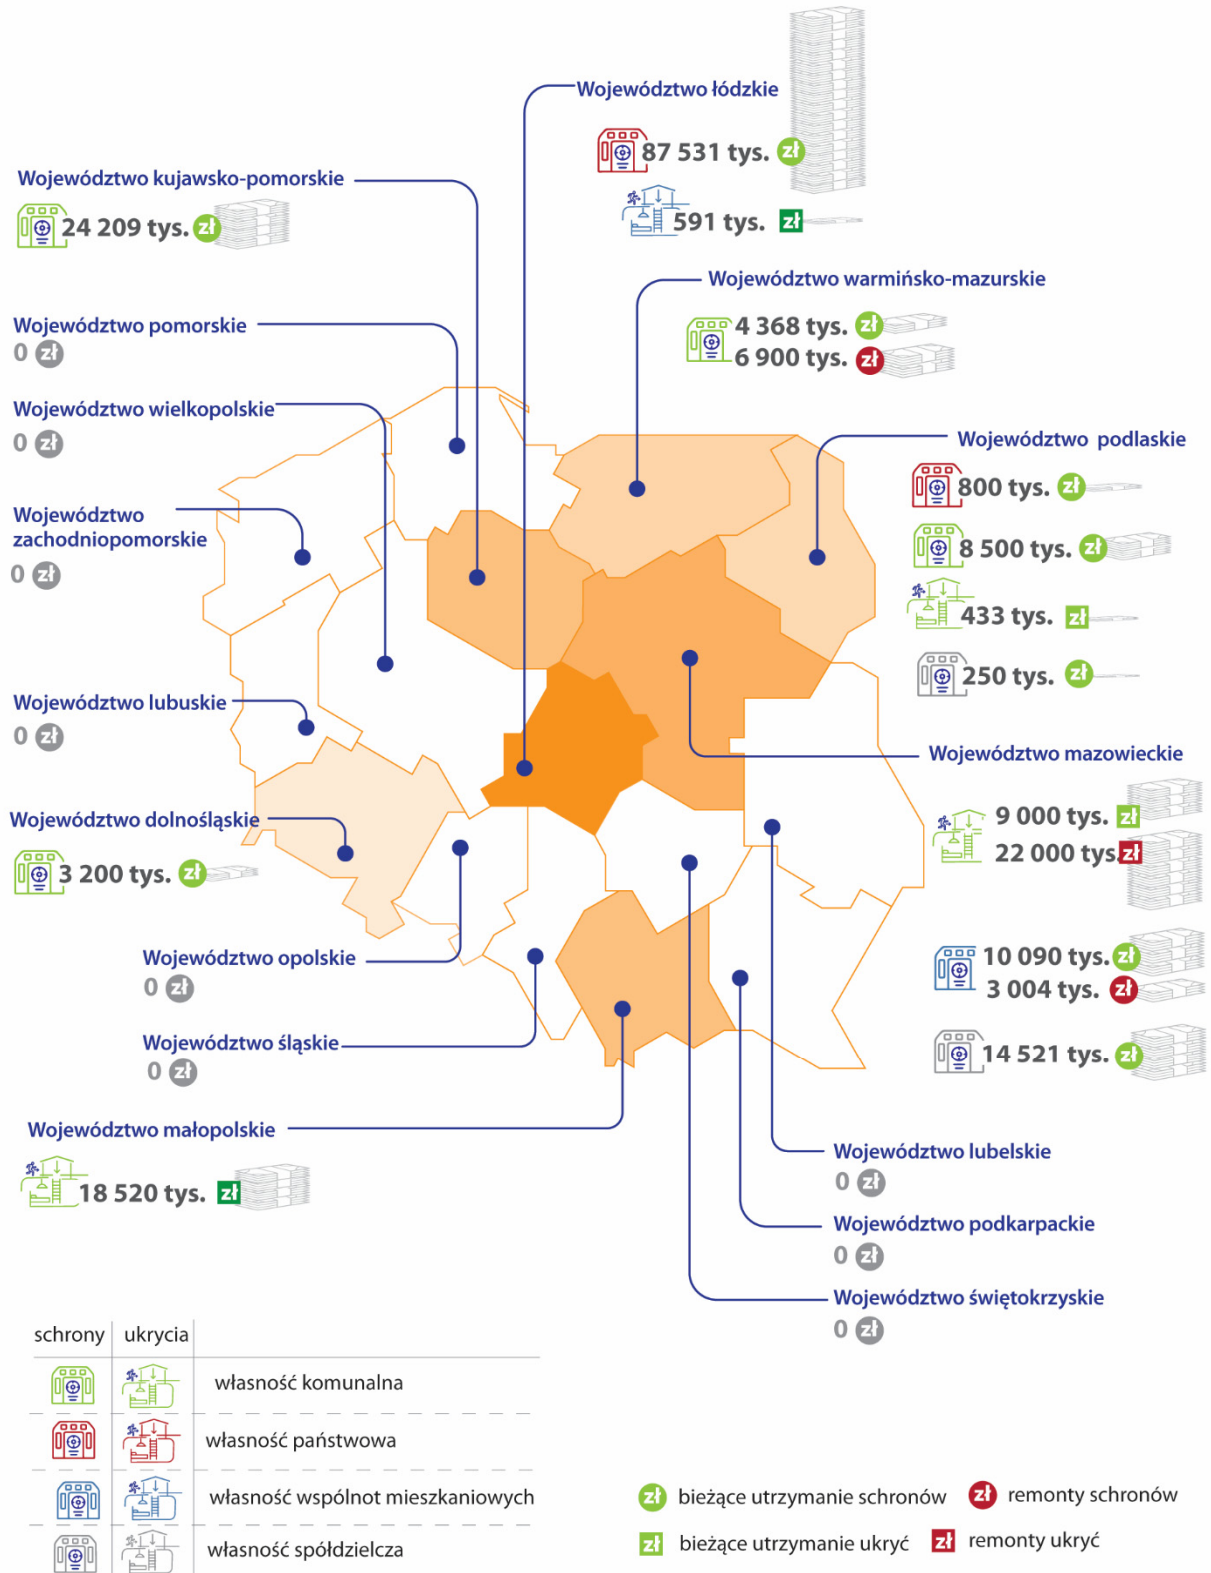 Województwo łódzkie
87 531 tys. zł
591 tys. zł
Województwo kujawsko-pomorskie
24 209 tys. zł
Województwo warmińsko-mazurskie
4 368 tys. zł
6 900 tys. zł
Województwo pomorskie
0 zł
Województwo wielkopolskie
0 zł
Województwo podlaskie
800 tys. zł
8 500 tys. zł
433 tys. zł
250 tys. zł
Województwo
zachodniopomorskie
0 zł
Województwo lubuskie
0 zł
Województwo mazowieckie
9 000 tys. zł
22 000 tys. zł
10 090 tys. zł
3 004 tys. zł
14 521 tys. zł
Województwo dolnośląskie
3 200 tys. zł
Województwo opolskie
0 zł
Województwo śląskie
0 zł
Województwo małopolskie
18 520 tys. zł
Województwo lubelskie
0 zł
Województwo podkarpackie
0 zł
Województwo świętokrzyskie
0 zł
schrony ukrycia
własność komunalna
własność państwowa
własność wspólnot mieszkaniowych
własność spółdzielcza
zł bieżące utrzymanie schronów zł remonty schronów
zł bieżące utrzymanie ukryć zł remonty ukryć